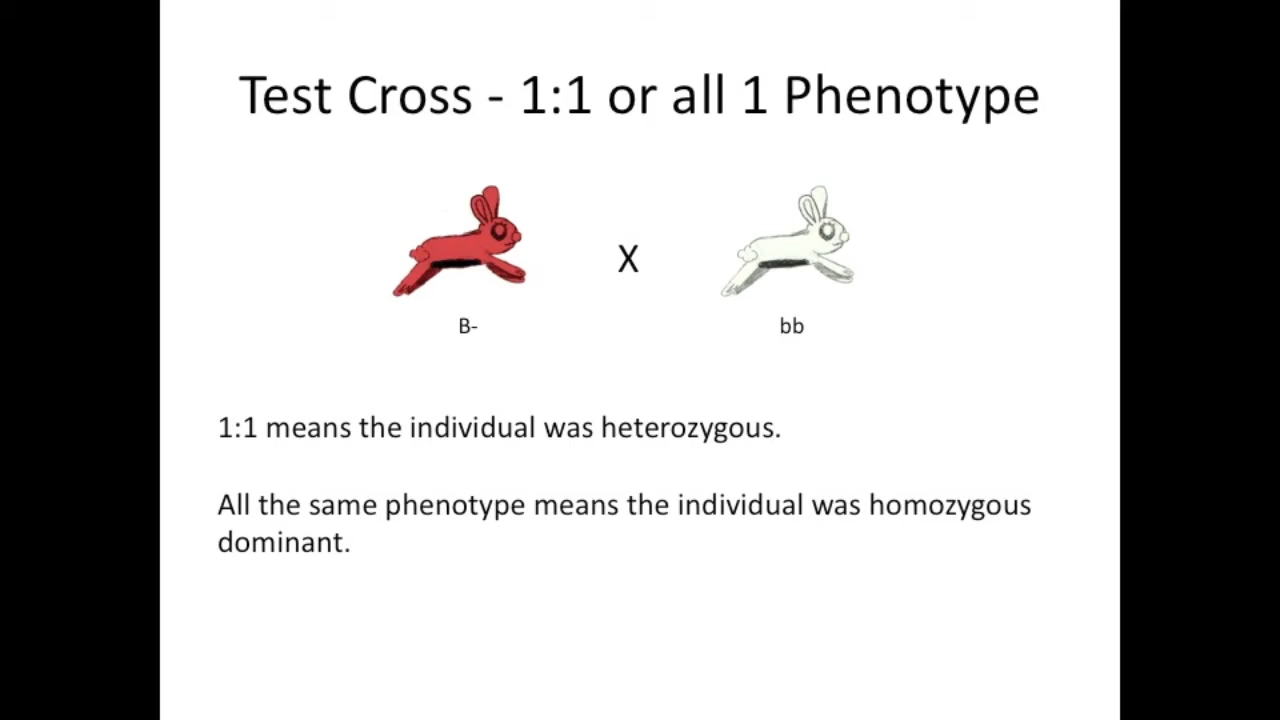 Test Cross - 1:1 or all 1 Phenotype
X
B-
bb
1:1 means the individual was heterozygous.
All the same phenotype means the individual was homozygous
dominant.